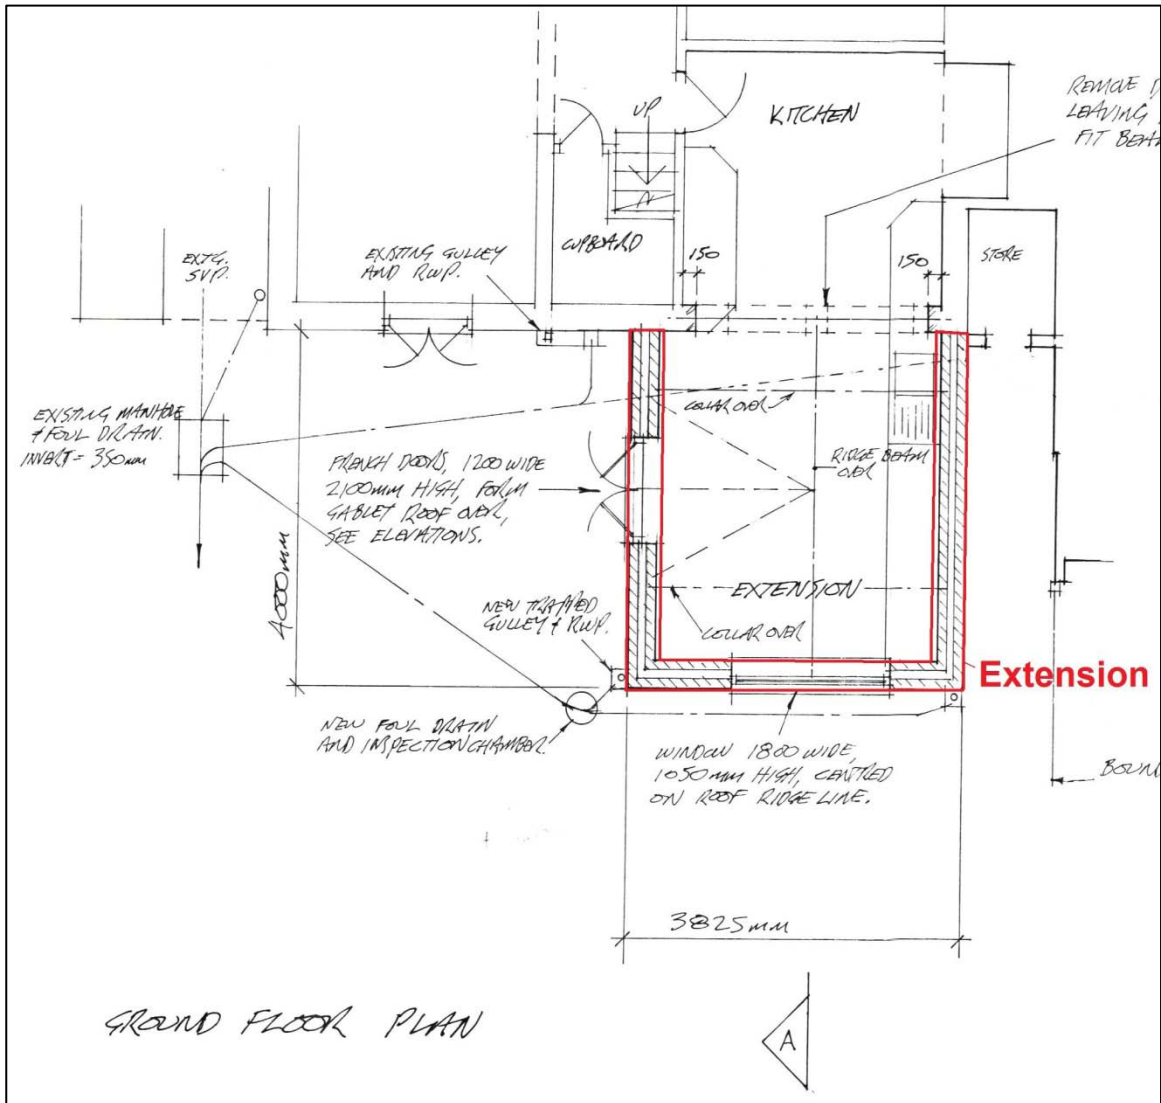 REMOVE D
LEAVING
FIT BEAM
UP
KITCHEN
CUPBOARD
150
150
STORE
EXTG.
SVP.
EXISTING GULLEY
AND RWP.
EXISTING MANHOLE
+ FOUL DRAIN.
INVERT = 350mm
COLLAR OVER
RIDGE BEAM
OVER
FRENCH DOORS, 1200 WIDE
2100mm HIGH, FORM
GABLET ROOF OVER,
SEE ELEVATIONS.
4000mm
EXTENSION
NEW TRAPPED
GULLEY + RWP.
COLLAR OVER
Extension
NEW FOUL DRAIN
AND INSPECTION CHAMBER.
WINDOW 1800 WIDE,
1050mm HIGH, CENTRED
ON ROOF RIDGE LINE.
BOUN
3825mm
GROUND FLOOR PLAN
A